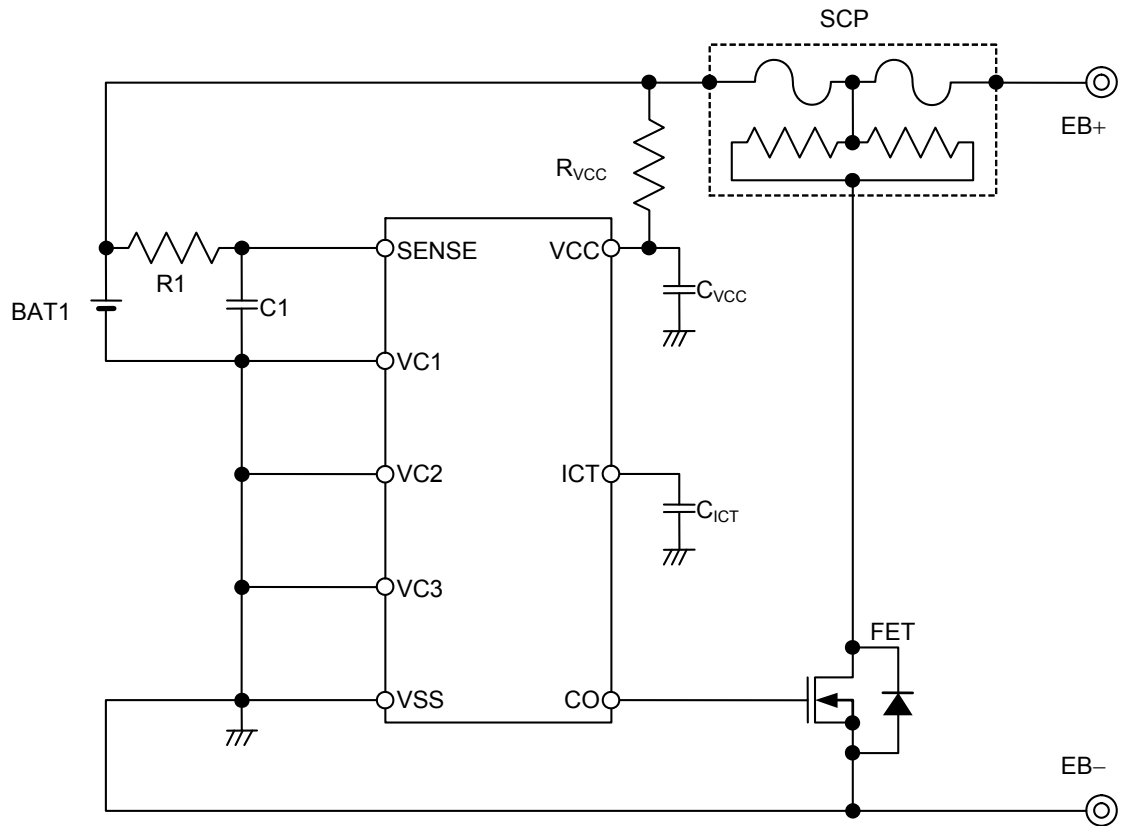 SCP
EB+
RVCC
SENSE
VCC
R1
CVCC
BAT1
C1
VC1
VC2
ICT
CICT
VC3
FET
VSS
CO
EB−